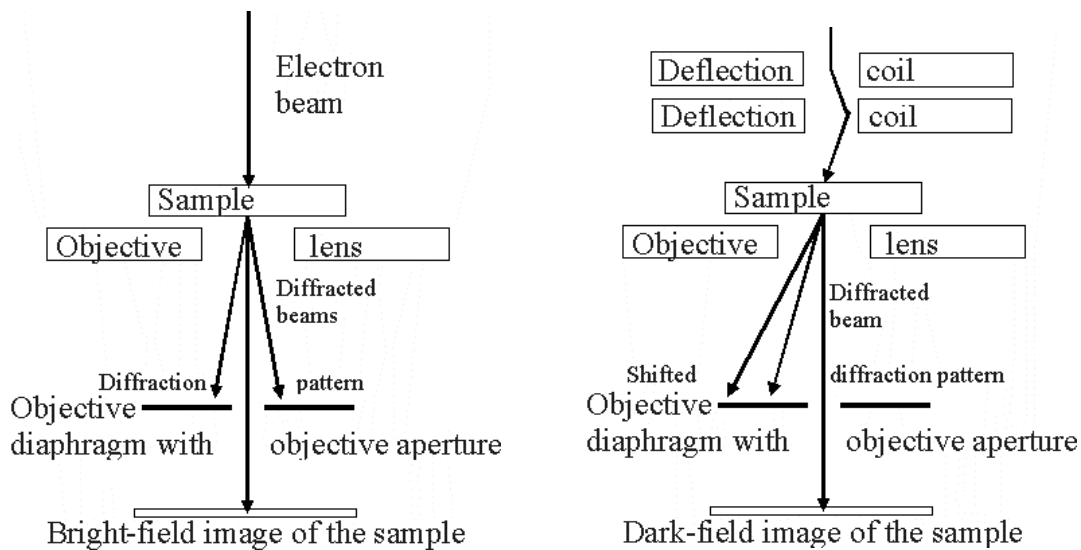 Electron
beam
Sample
Objective lens
Diffracted
beams
Diffraction pattern
Objective
diaphragm with objective aperture
Bright-field image of the sample
Deflection coil
Deflection coil
Sample
Objective lens
Diffracted
beam
Shifted diffraction pattern
Objective
diaphragm with objective aperture
Dark-field image of the sample